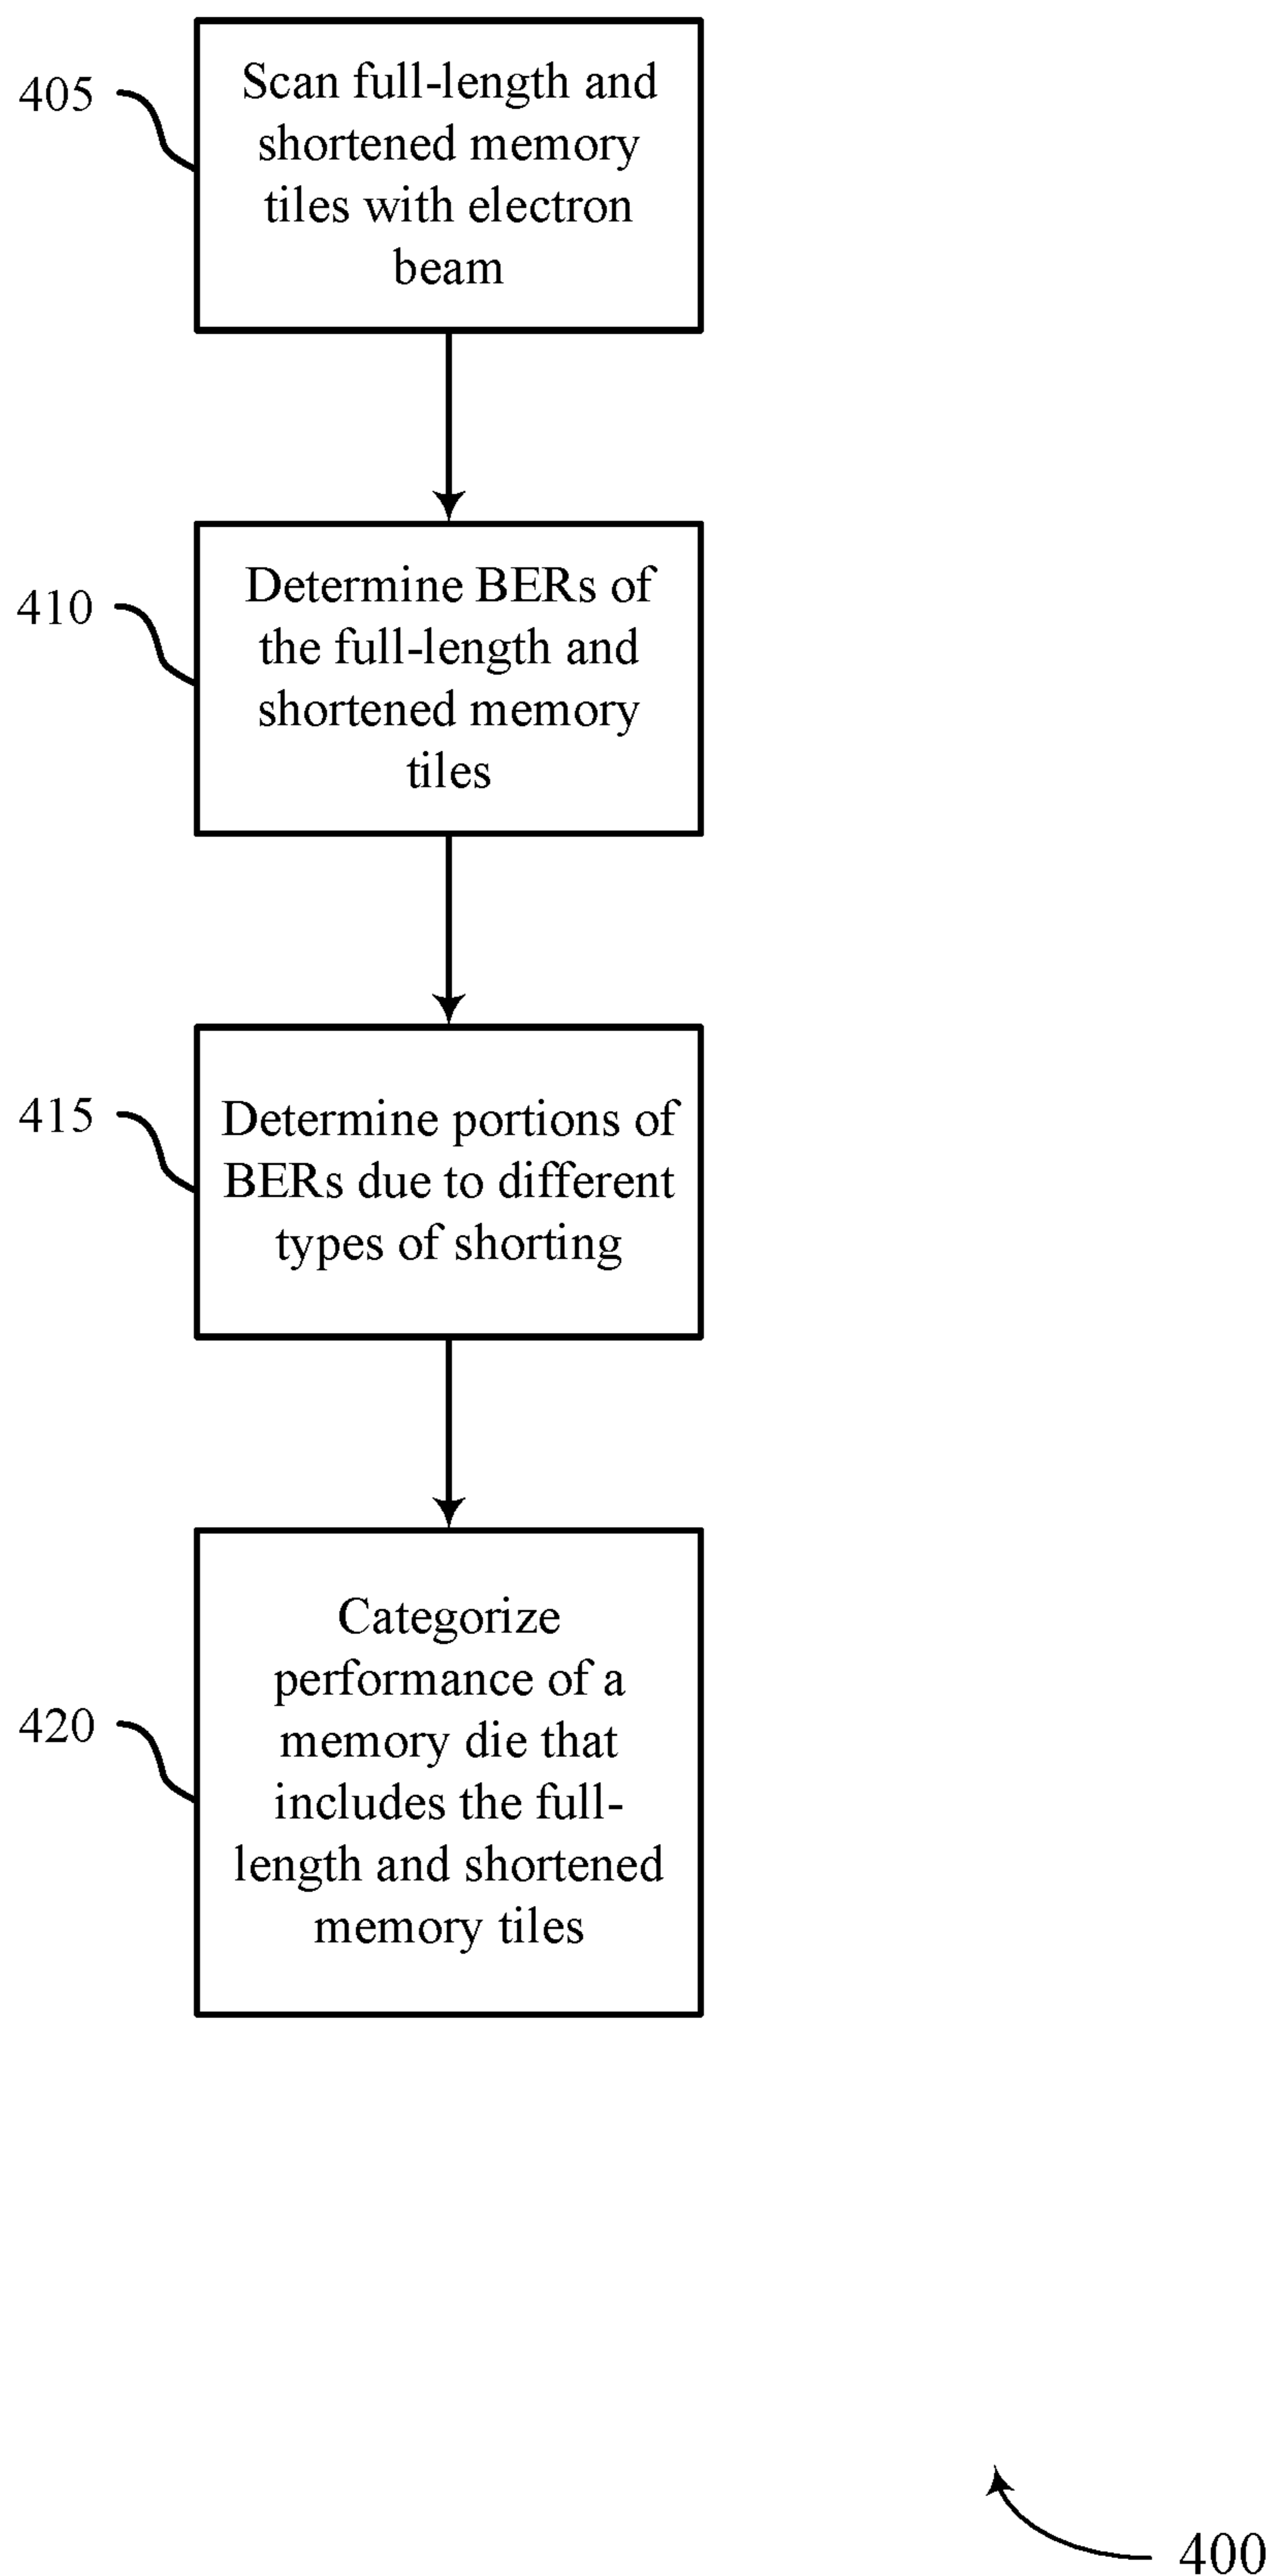 405
Scan full-length and
shortened memory
tiles with electron
beam
410
Determine BERs of
the full-length and
shortened memory
tiles
415
Determine portions of
BERs due to different
types of shorting
420
Categorize
performance of a
memory die that
includes the full-
length and shortened
memory tiles
400